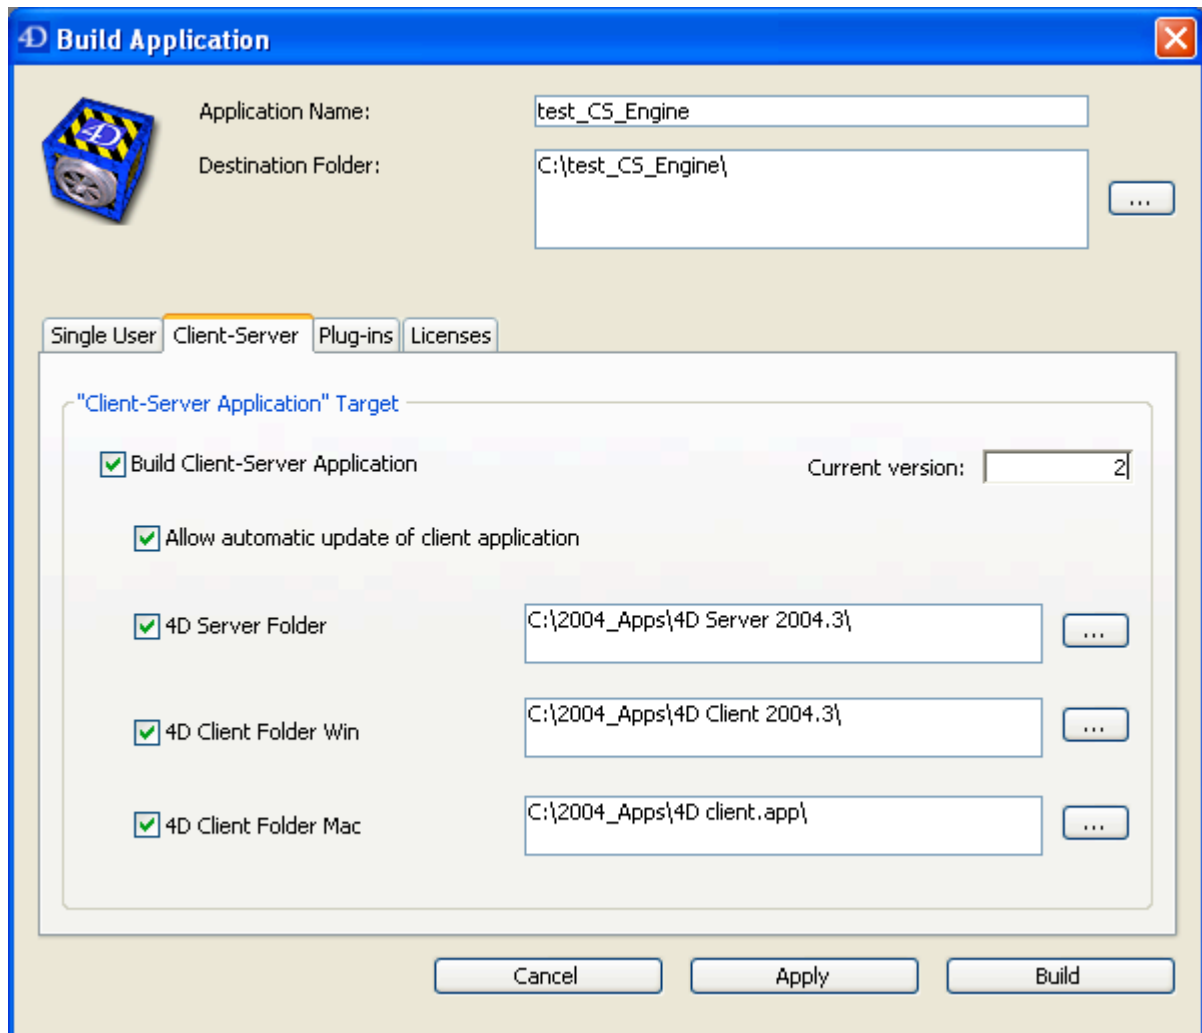 4D Build Application
4D
Application Name: test_CS_Engine
Destination Folder: C:\test_CS_Engine\
...
Single User Client-Server Plug-ins Licenses
"Client-Server Application" Target
Build Client-Server Application Current version: 2
Allow automatic update of client application
4D Server Folder C:\2004_Apps\4D Server 2004.3\ ...
4D Client Folder Win C:\2004_Apps\4D Client 2004.3\ ...
4D Client Folder Mac C:\2004_Apps\4D client.app\ ...
Cancel Apply Build